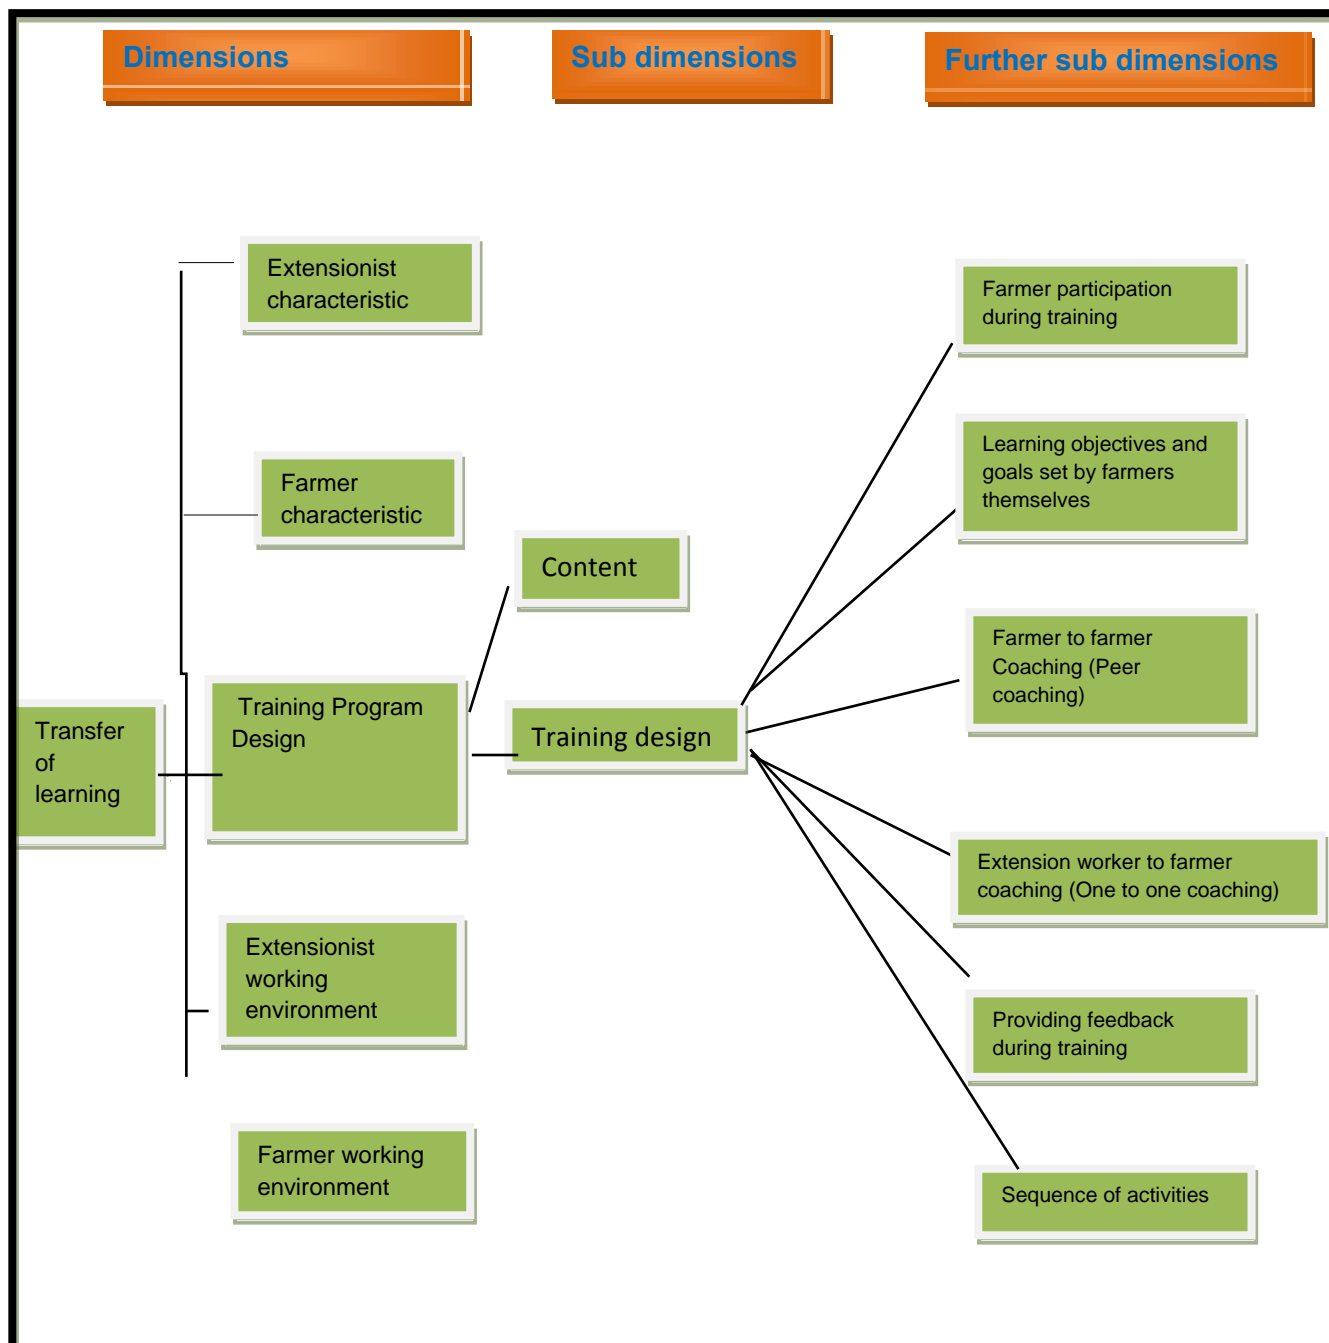 Dimensions
Sub dimensions
Further sub dimensions
Extensionist
characteristic
Farmer participation
during training
Farmer
characteristic
Learning objectives and
goals set by farmers
themselves
Content
Farmer to farmer
Coaching (Peer
coaching)
Transfer
of
learning
Training Program
Design
Training design
Extension worker to farmer
coaching (One to one coaching)
Extensionist
working
environment
Providing feedback
during training
Farmer working
environment
Sequence of activities